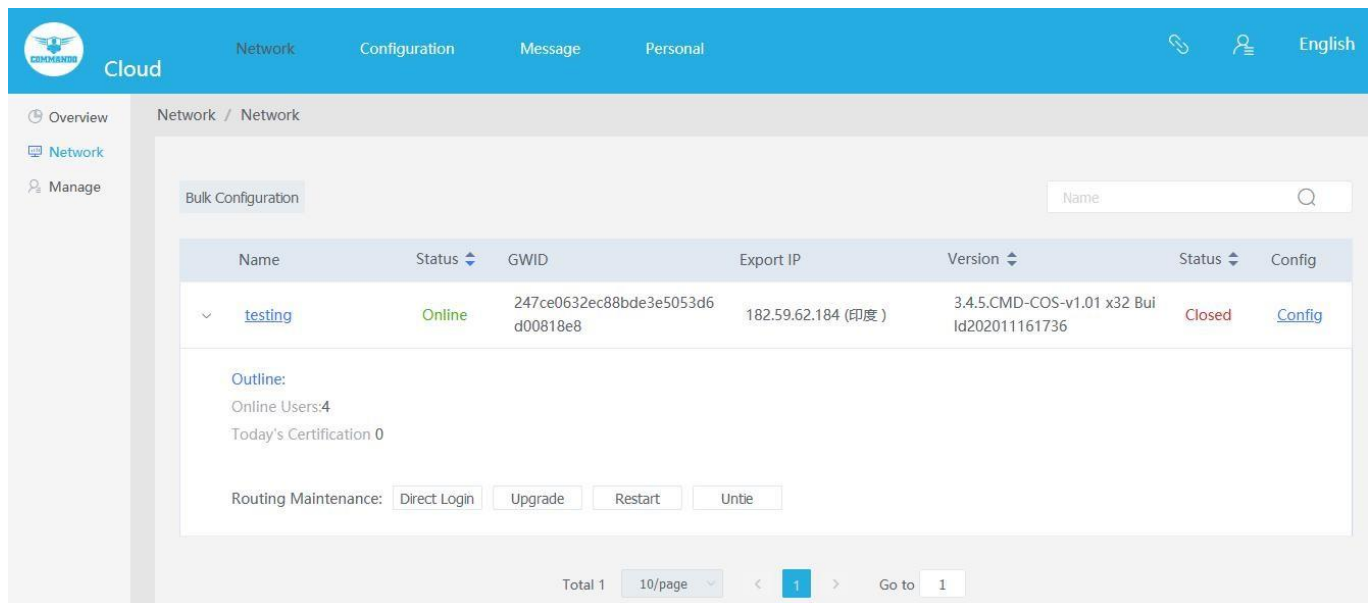 COMMANDO
Cloud
Network Configuration Message Personal English
Overview
Network / Network
Network
Manage
Bulk Configuration Name
Name Status GWID Export IP Version Status Config
testing Online 247ce0632ec88bde3e5053d6 182.59.62.184 (印度 ) 3.4.5.CMD-COS-v1.01 x32 Bui Closed Config
d00818e8 ld202011161736
Outline:
Online Users:4
Today's Certification 0
Routing Maintenance: Direct Login Upgrade Restart Untie
Total 1 10/page < 1 > Go to 1